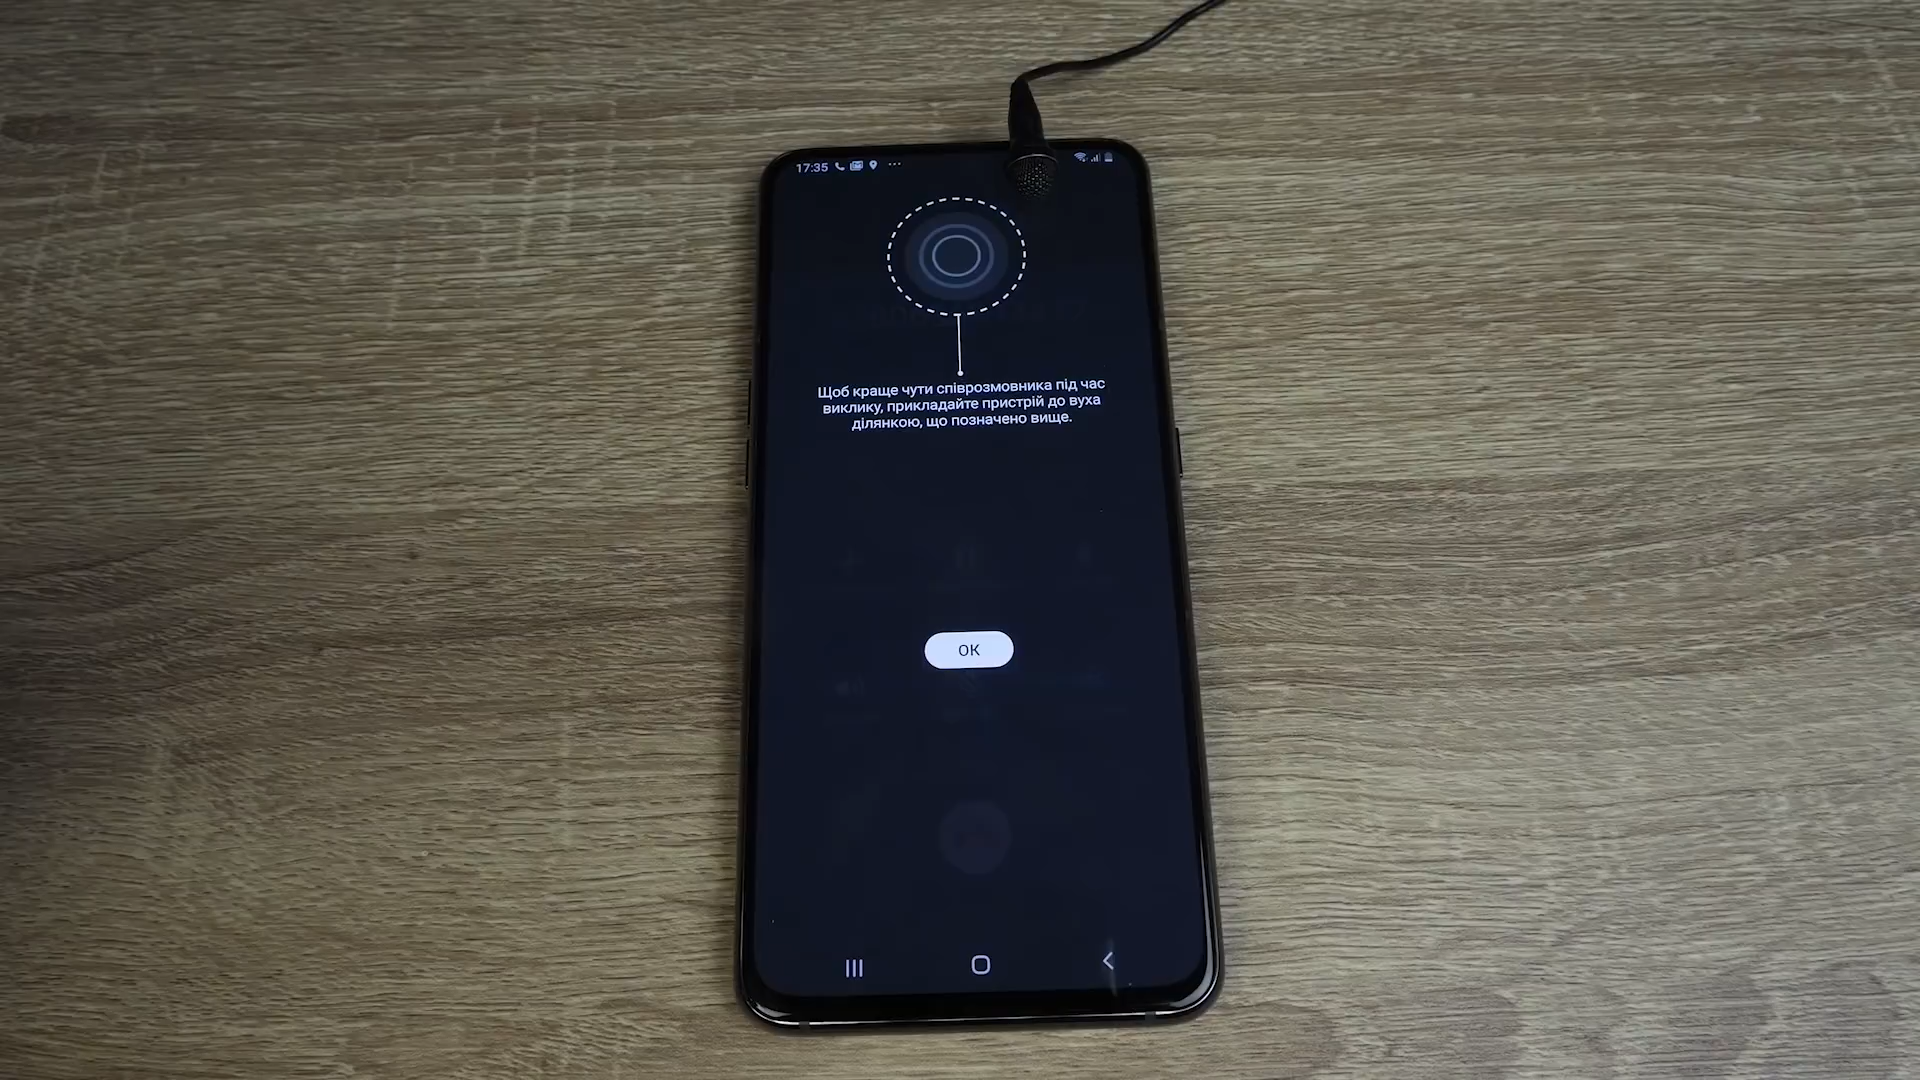 17:35
Щоб краще чути співрозмовника під час
виклику, прикладайте пристрій до вуха
ділянкою, що позначено вище.
OK